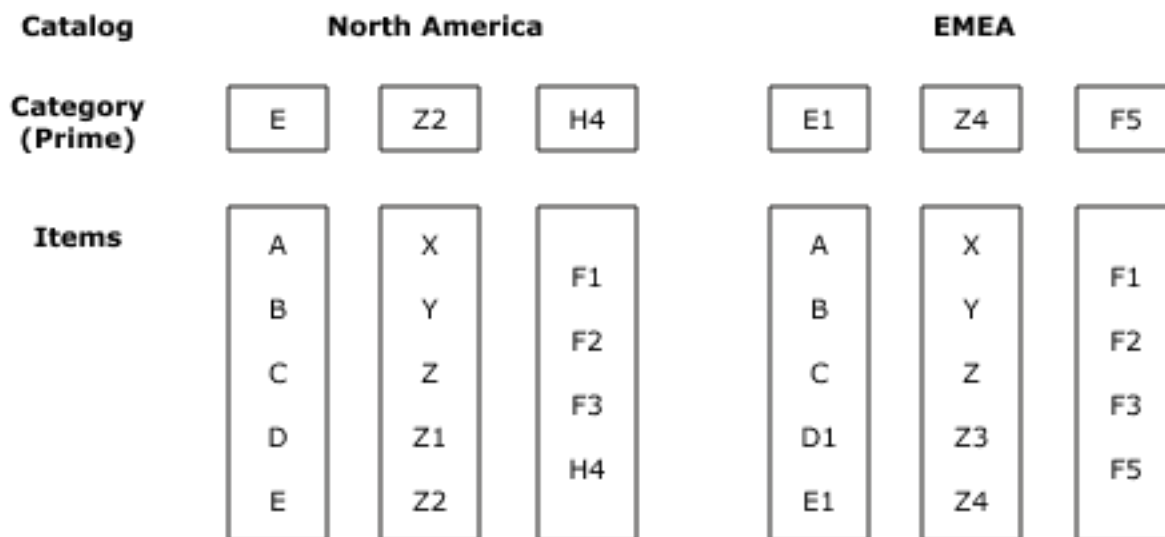 Catalog North America EMEA
Category
(Prime) E Z2 H4 E1 Z4 F5
Items
A X A X
F1 F1
B Y B Y
F2 F2
C Z C Z
F3 F3
D Z1 D1 Z3
H4 F5
E Z2 E1 Z4